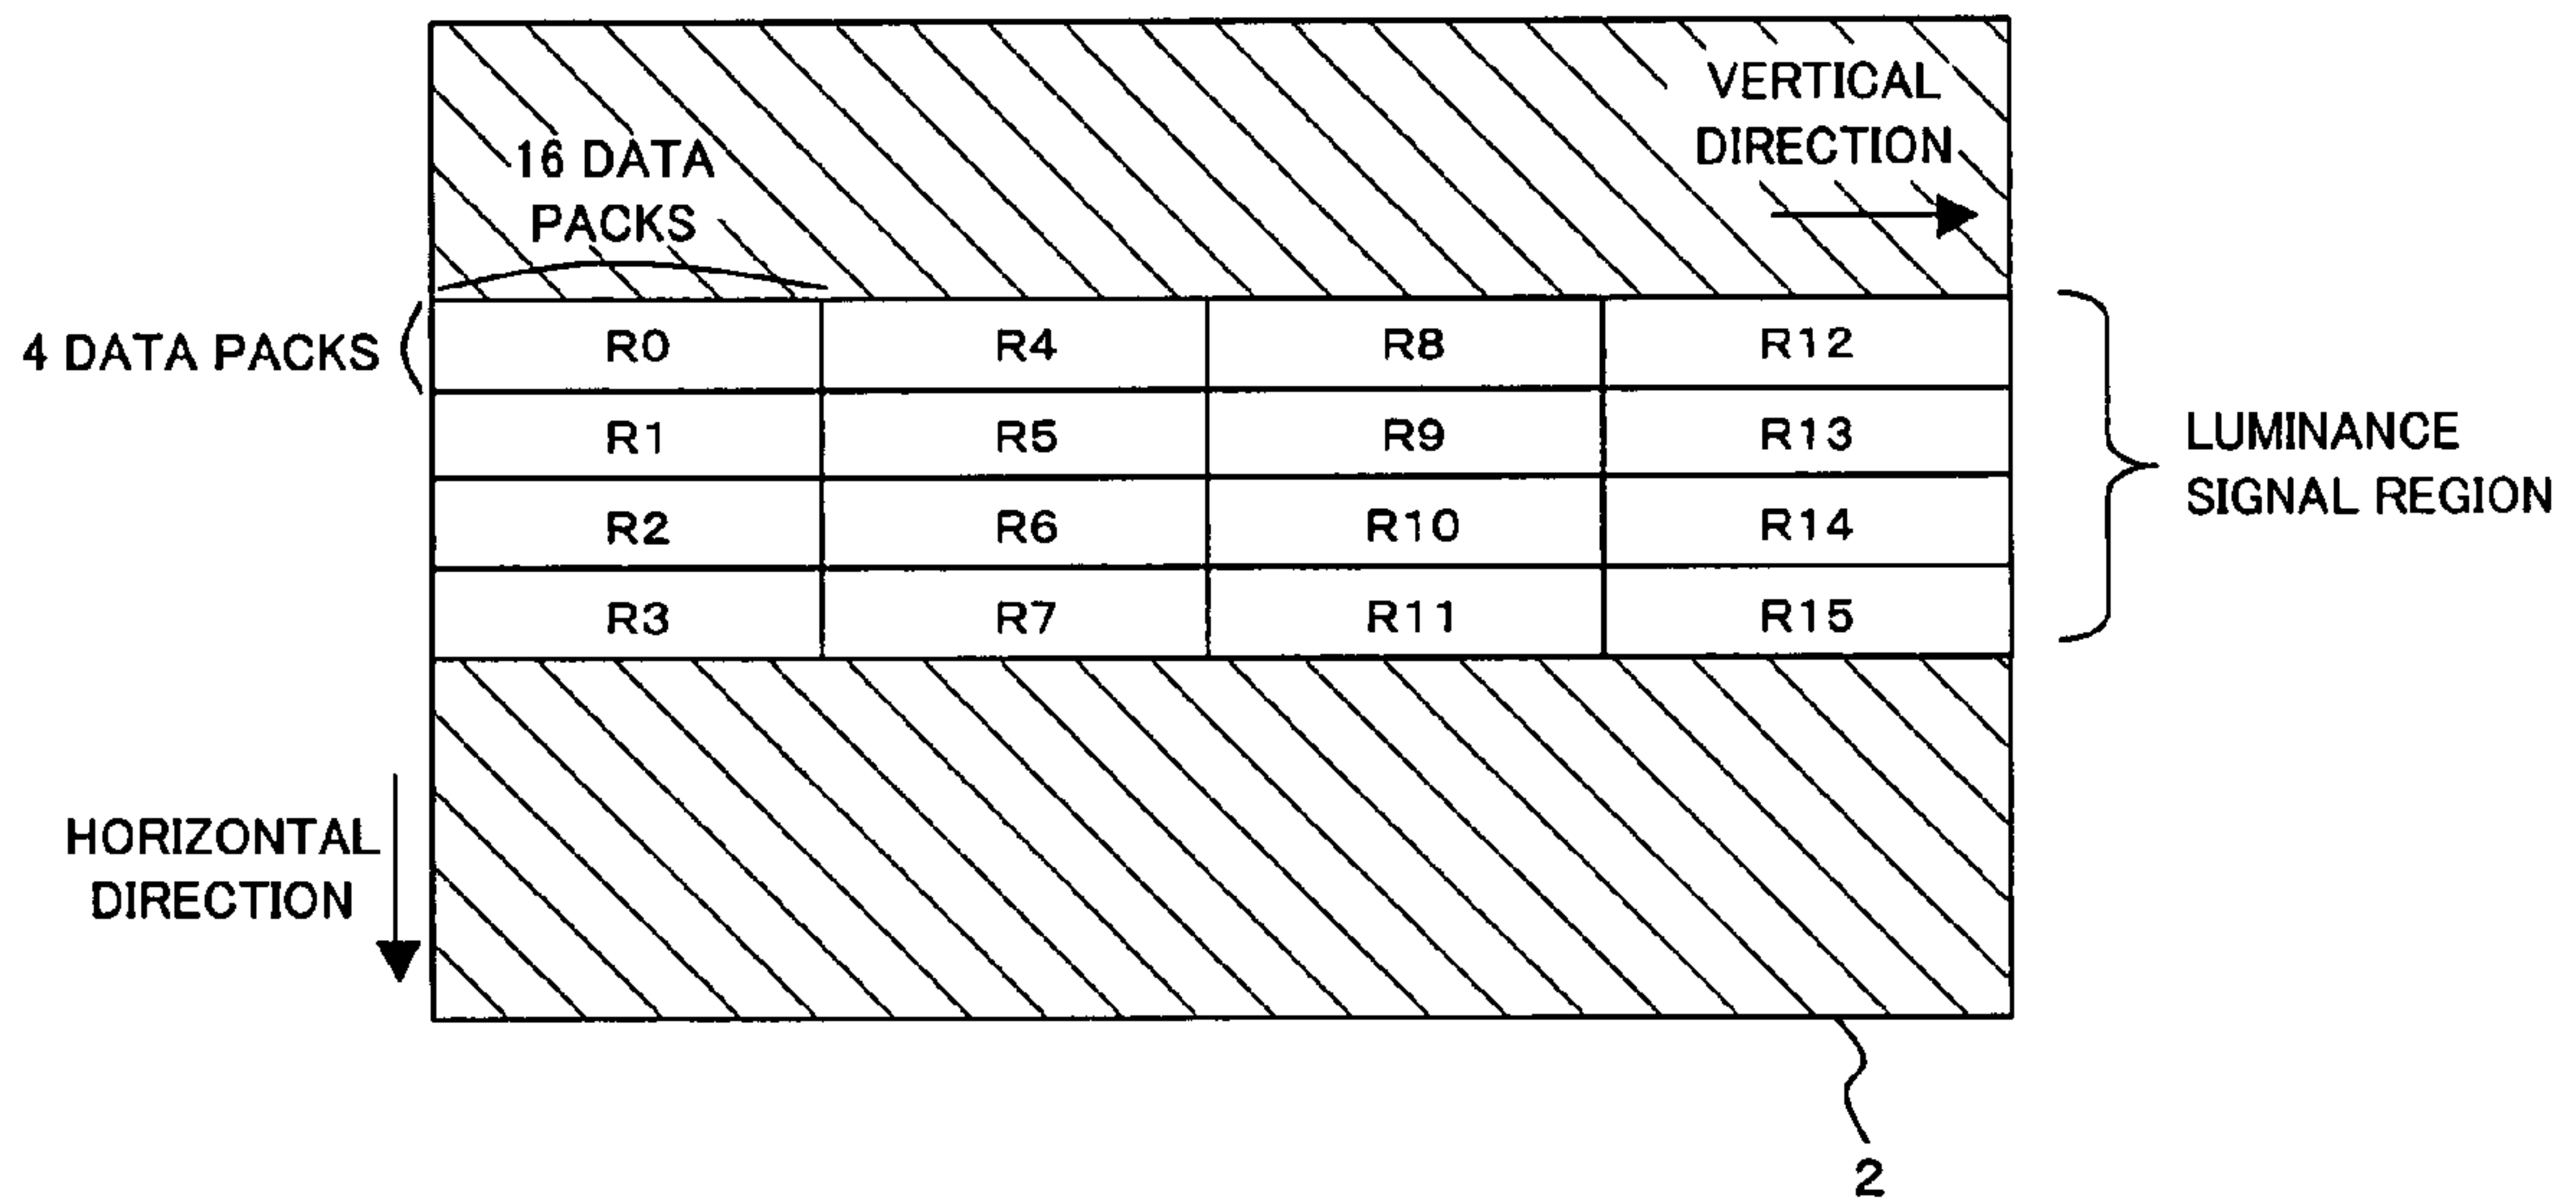 VERTICAL
DIRECTION
16 DATA
PACKS
4 DATA PACKS
R0 R4 R8 R12
R1 R5 R9 R13
R2 R6 R10 R14
R3 R7 R11 R15
LUMINANCE
SIGNAL REGION
HORIZONTAL
DIRECTION
2